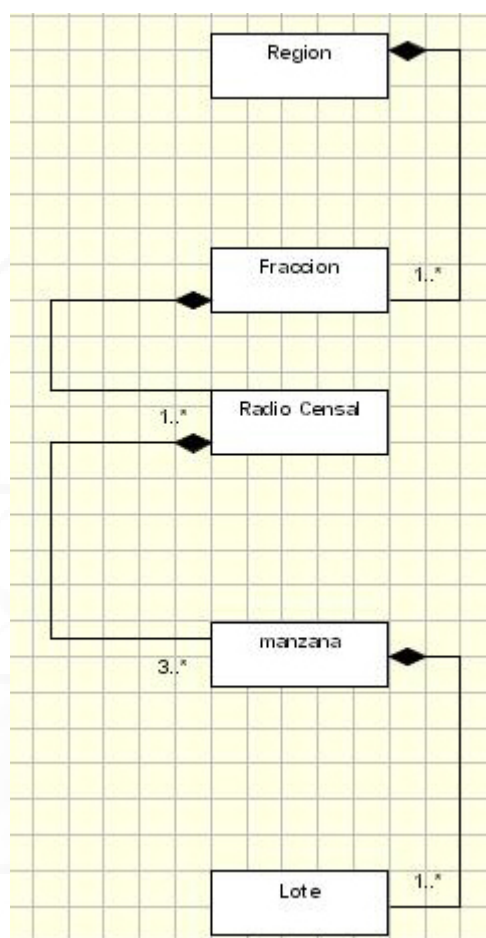 Region
Fraccion
1..*
Radio Censal
1..*
manzana
3..*
Lote
1..*